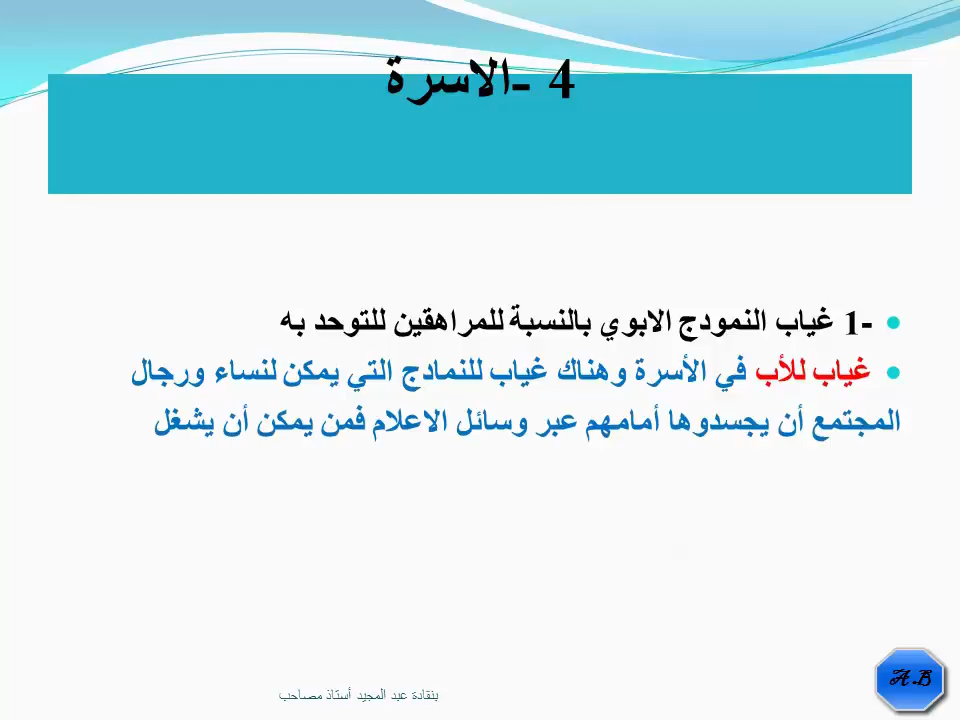 4 -الاسرة
-1 غياب النمودج الابوي بالنسبة للمراهقين للتوحد به
غياب للأب في الأسرة وهناك غياب للنمادج التي يمكن لنساء ورجال
المجتمع أن يجسدوها أمامهم عبر وسائل الاعلام فمن يمكن أن يشغل
بنقادة عبد المجيد أستاذ مصاحب
A.B